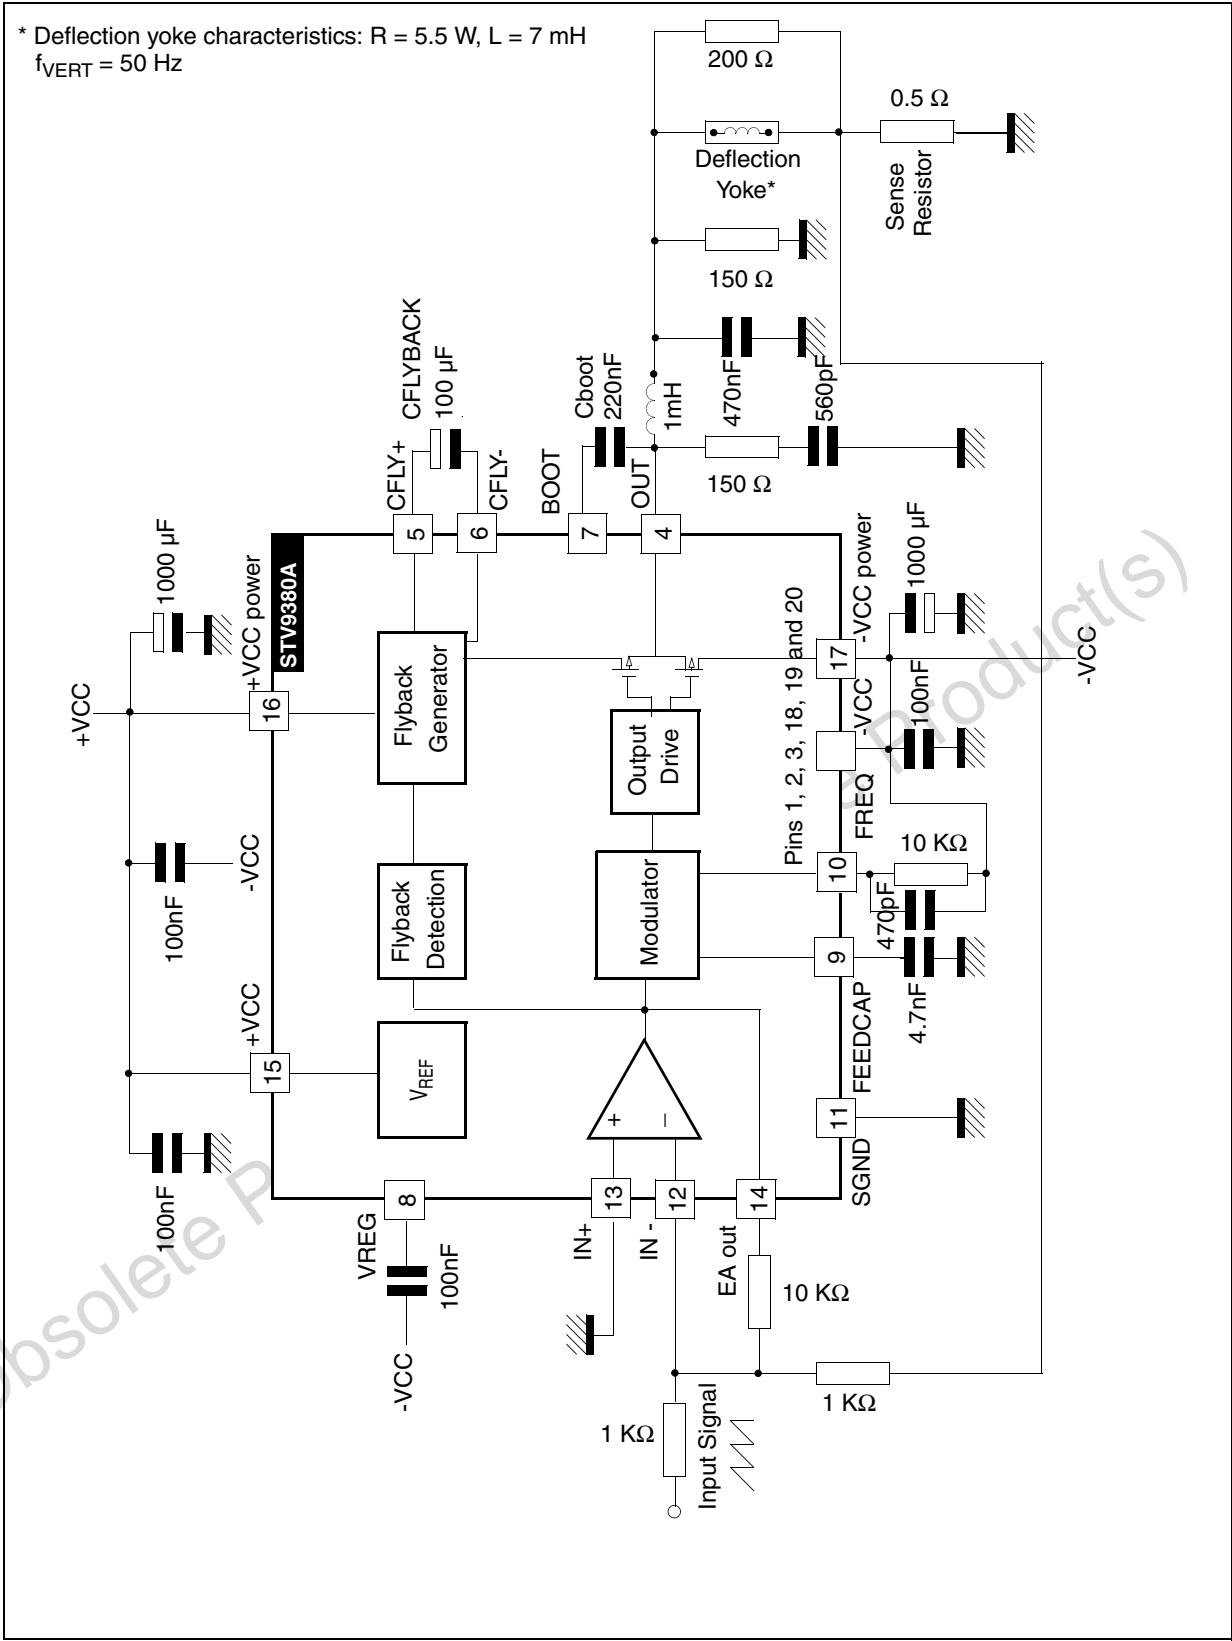 * Deflection yoke characteristics: R = 5.5 W, L = 7 mH
fVERT = 50 Hz
200 Ω
0.5 Ω
Deflection
Yoke*
Sense
Resistor
150 Ω
CFLYBACK
100 µF
Cboot
220nF
1mH
470nF
560pF
CFLY+
CFLY-
BOOT
OUT
150 Ω
1000 µF
+VCC power
STV9380A
5
6
7
4
-VCC power
1000 µF
+VCC
16
Flyback
Generator
Output
Drive
Pins 1, 2, 3, 18, 19 and 20
17
-VCC
100nF
-VCC
FREQ
100nF
-VCC
Flyback
Detection
Modulator
10
10 KΩ
470pF
9
4.7nF
FEEDCAP
+VCC
15
VREF
+
–
11
SGND
100nF
8
VREG
100nF
-VCC
13
IN+
12
IN -
14
EA out
10 KΩ
1 KΩ
1 KΩ
Input Signal
Obsolete P
e Product(s)